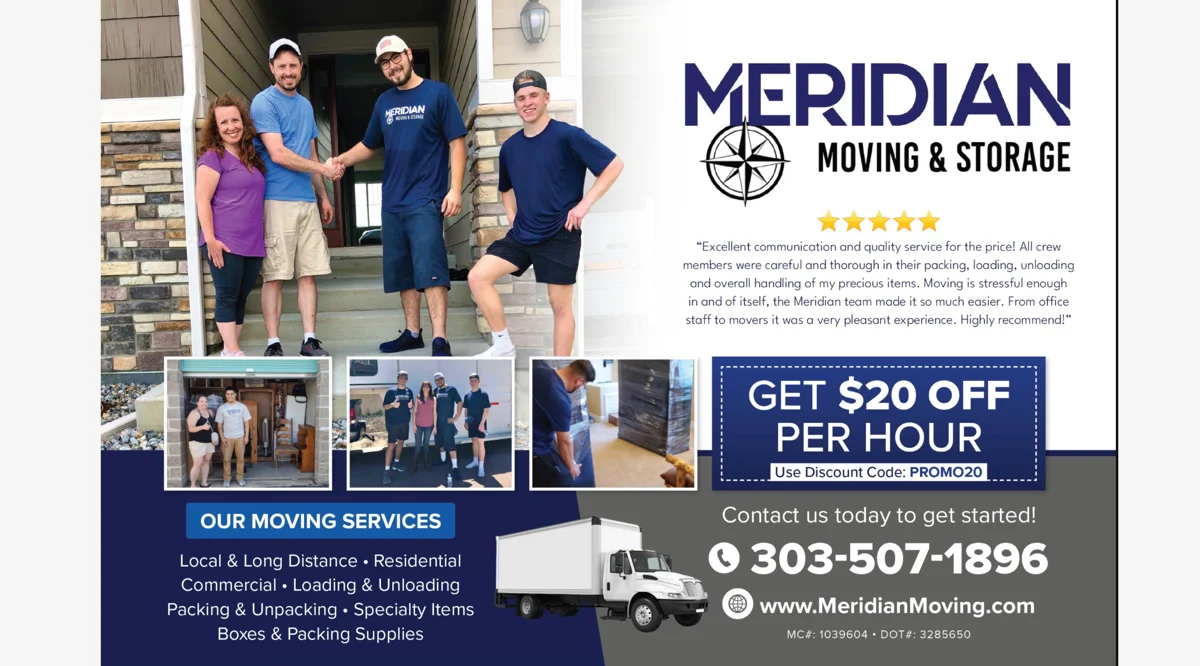 MERIDIAN
MOVING & STORAGE
MERIDIAN
MOVING & STORAGE
“Excellent communication and quality service for the price! All crew
members were careful and thorough in their packing, loading, unloading
and overall handling of my precious items. Moving is stressful enough
in and of itself, the Meridian team made it so much easier. From office
staff to movers it was a very pleasant experience. Highly recommend!”
GET $20 OFF
PER HOUR
Use Discount Code: PROMO20
OUR MOVING SERVICES
Local & Long Distance • Residential
Commercial • Loading & Unloading
Packing & Unpacking • Specialty Items
Boxes & Packing Supplies
Contact us today to get started!
303-507-1896
www.MeridianMoving.com
MC#: 1039604 • DOT#: 3285650